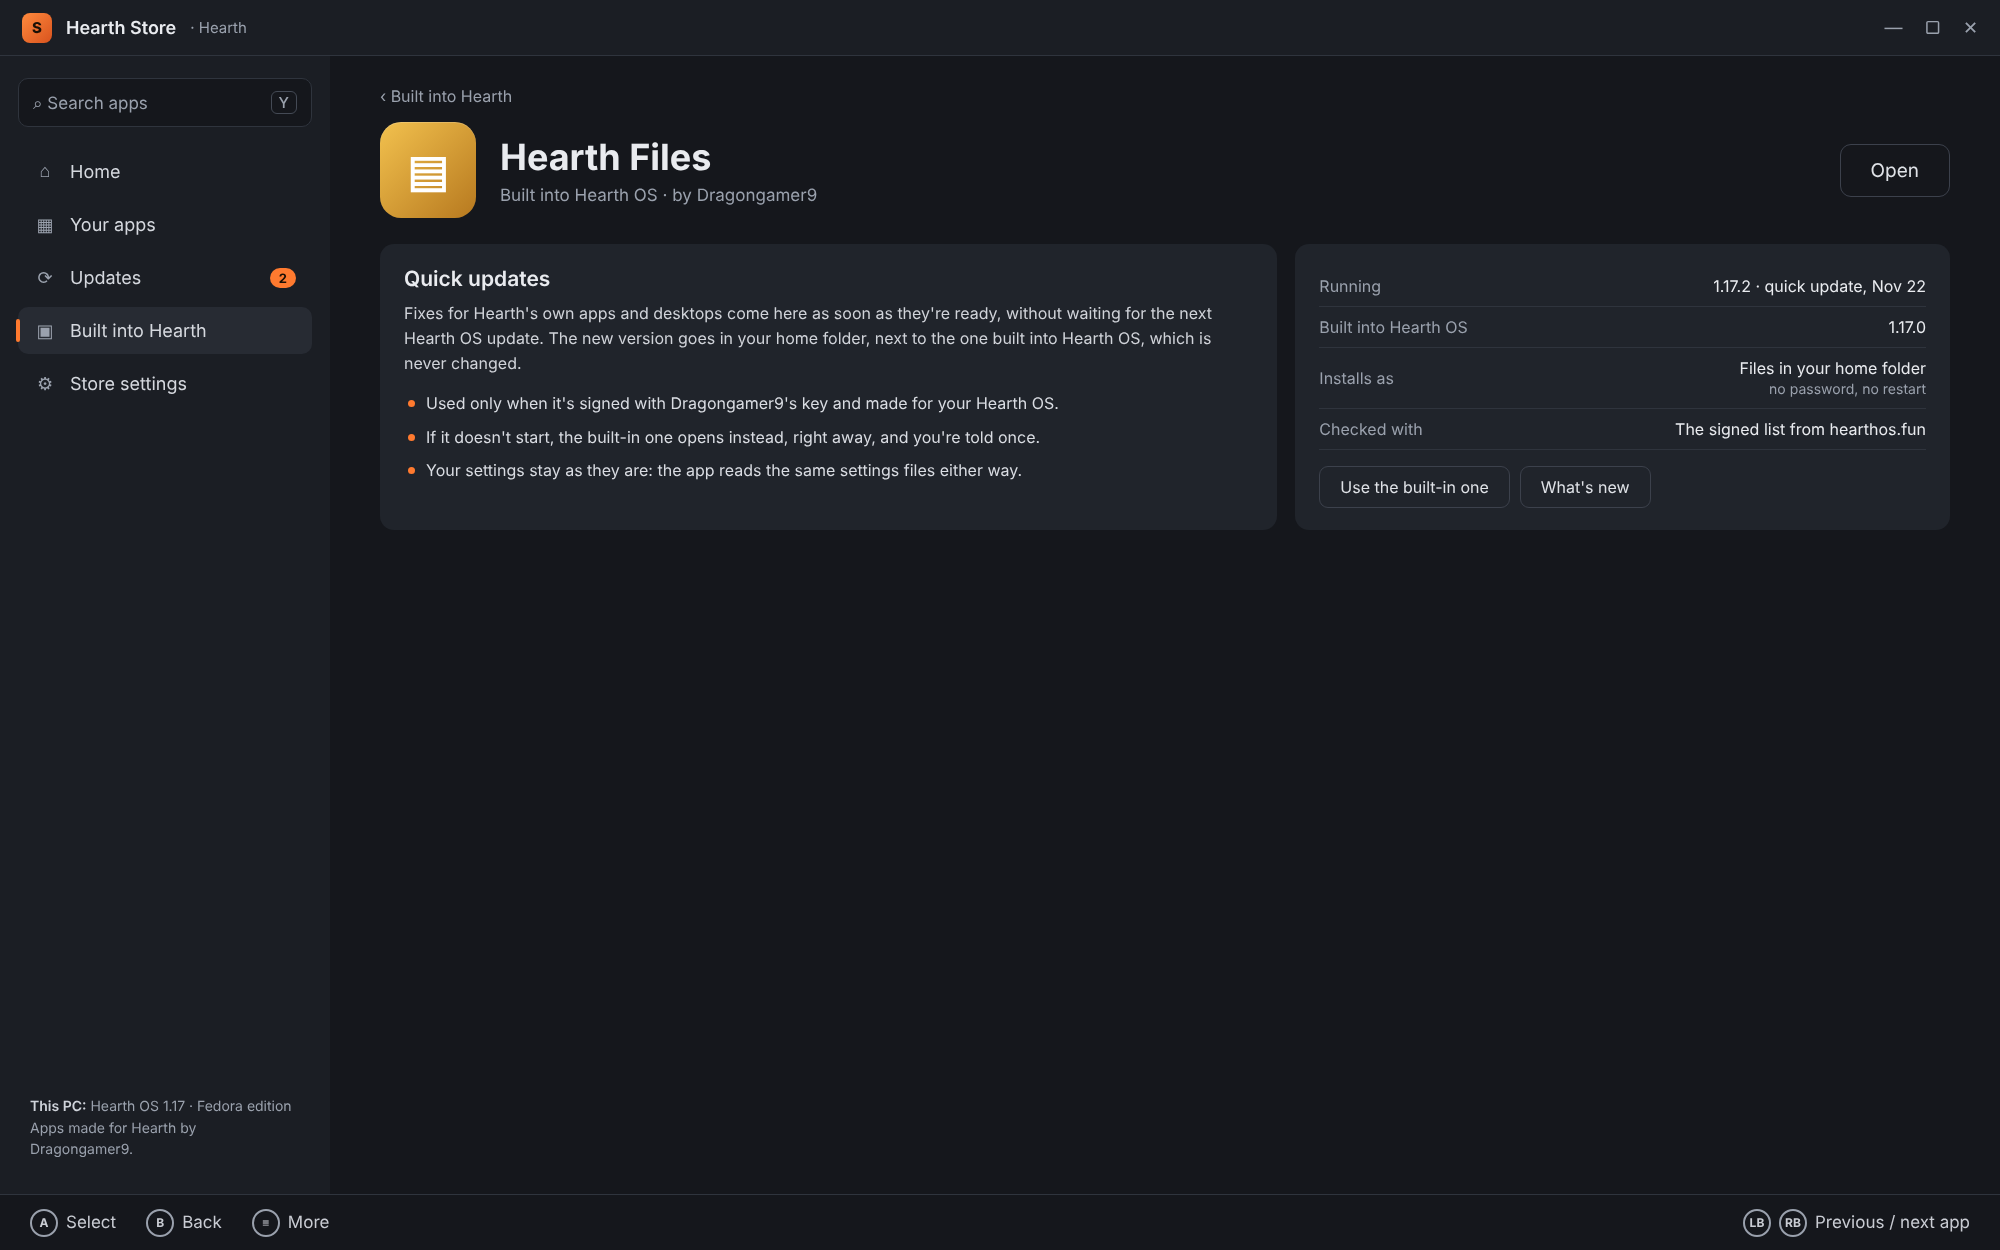 S Hearth Store · Hearth
Search apps Y
Home
Your apps
Updates 2
Built into Hearth
Store settings
This PC: Hearth OS 1.17 · Fedora edition
Apps made for Hearth by
Dragongamer9.
‹ Built into Hearth
Hearth Files
Built into Hearth OS · by Dragongamer9
Open
Quick updates
Fixes for Hearth's own apps and desktops come here as soon as they're ready, without waiting for the next
Hearth OS update. The new version goes in your home folder, next to the one built into Hearth OS, which is
never changed.
Used only when it's signed with Dragongamer9's key and made for your Hearth OS.
If it doesn't start, the built-in one opens instead, right away, and you're told once.
Your settings stay as they are: the app reads the same settings files either way.
Running 1.17.2 · quick update, Nov 22
Built into Hearth OS 1.17.0
Installs as Files in your home folder
no password, no restart
Checked with The signed list from hearthos.fun
Use the built-in one What's new
A Select B Back ≡ More LB RB Previous / next app